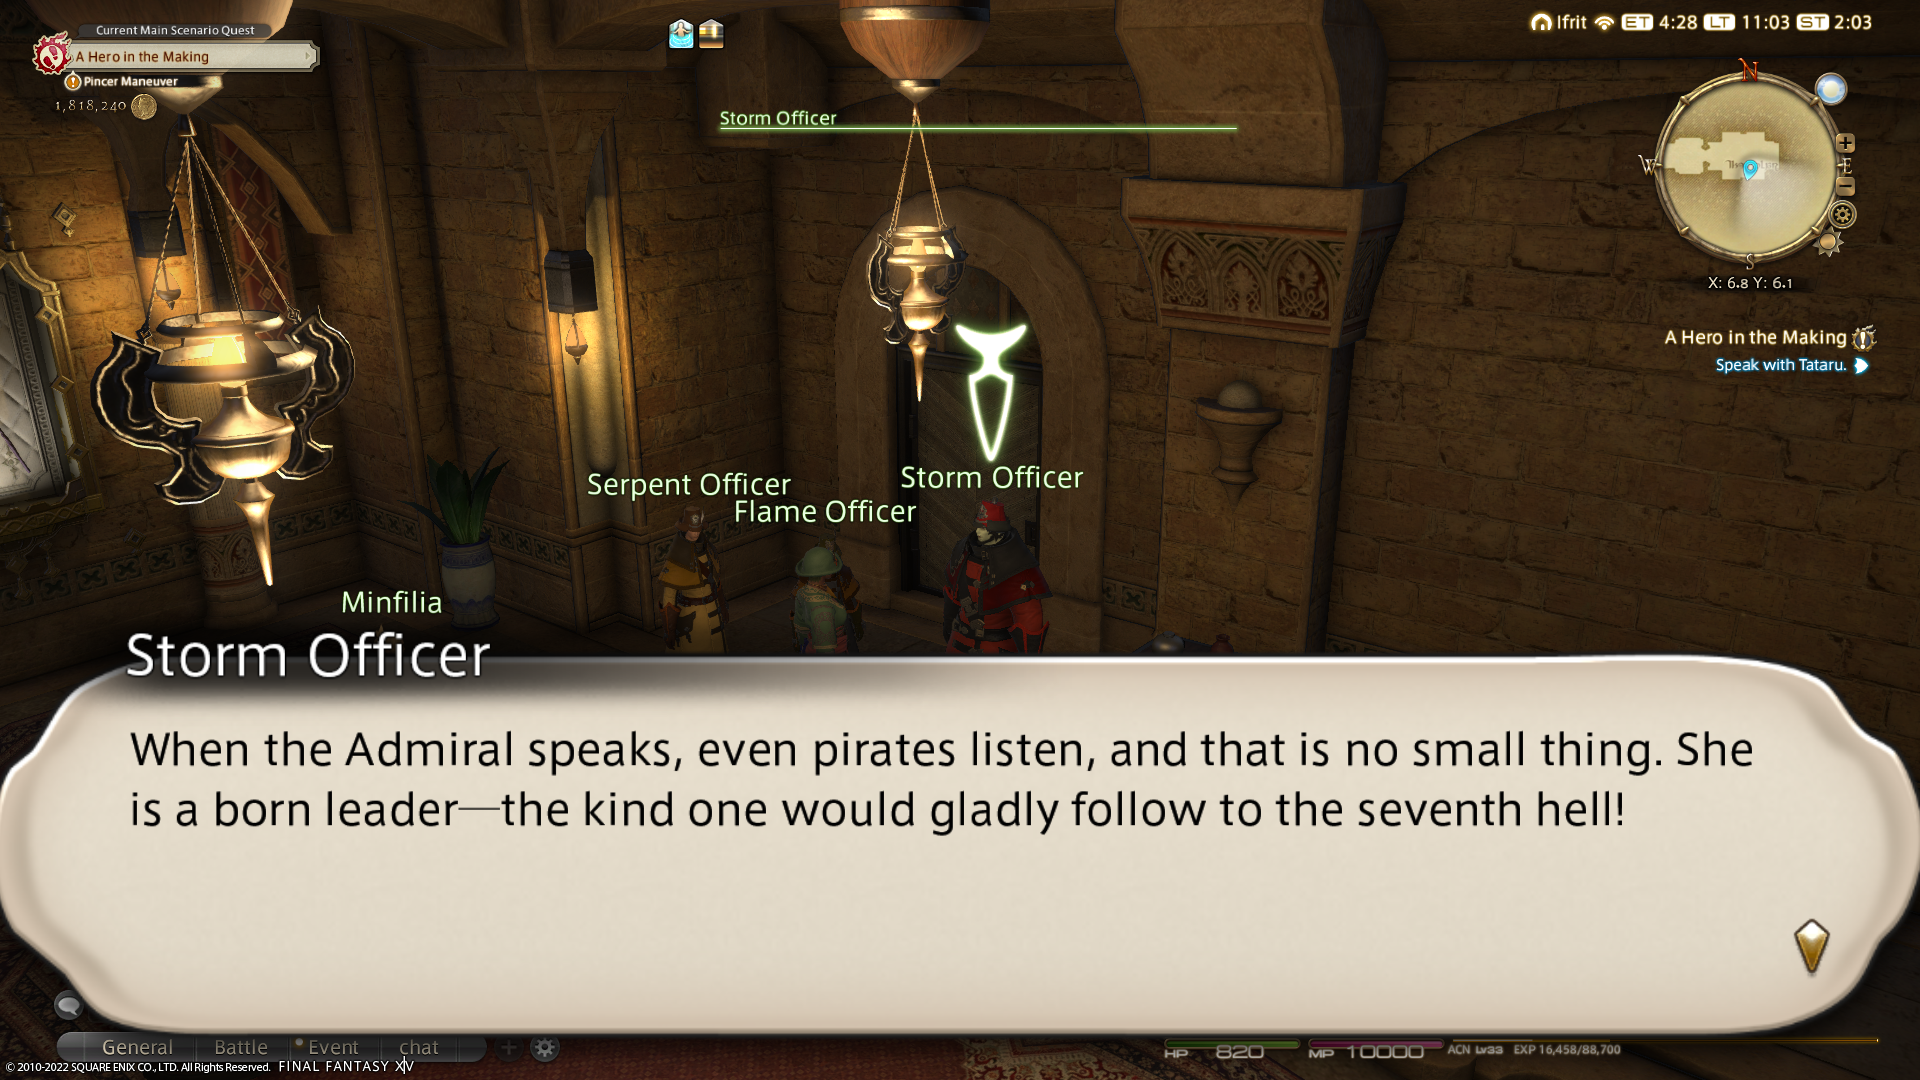 Current Main Scenario Quest
A Hero in the Making
Pincer Maneuver
1,818,240
Ifrit ET 4:28 LT 11:03 ST 2:03
Storm Officer
N
W
E
S
X: 6.8 Y: 6.1
A Hero in the Making
Speak with Tataru.
Storm Officer
Serpent Officer
Flame Officer
Minfilia
Storm Officer
When the Admiral speaks, even pirates listen, and that is no small thing. She
is a born leader—the kind one would gladly follow to the seventh hell!
General Battle Event chat
HP 820 MP 10000 ACN Lv33 EXP 16,458/88,700
© 2010-2022 SQUARE ENIX CO., LTD. All Rights Reserved. FINAL FANTASY XIV